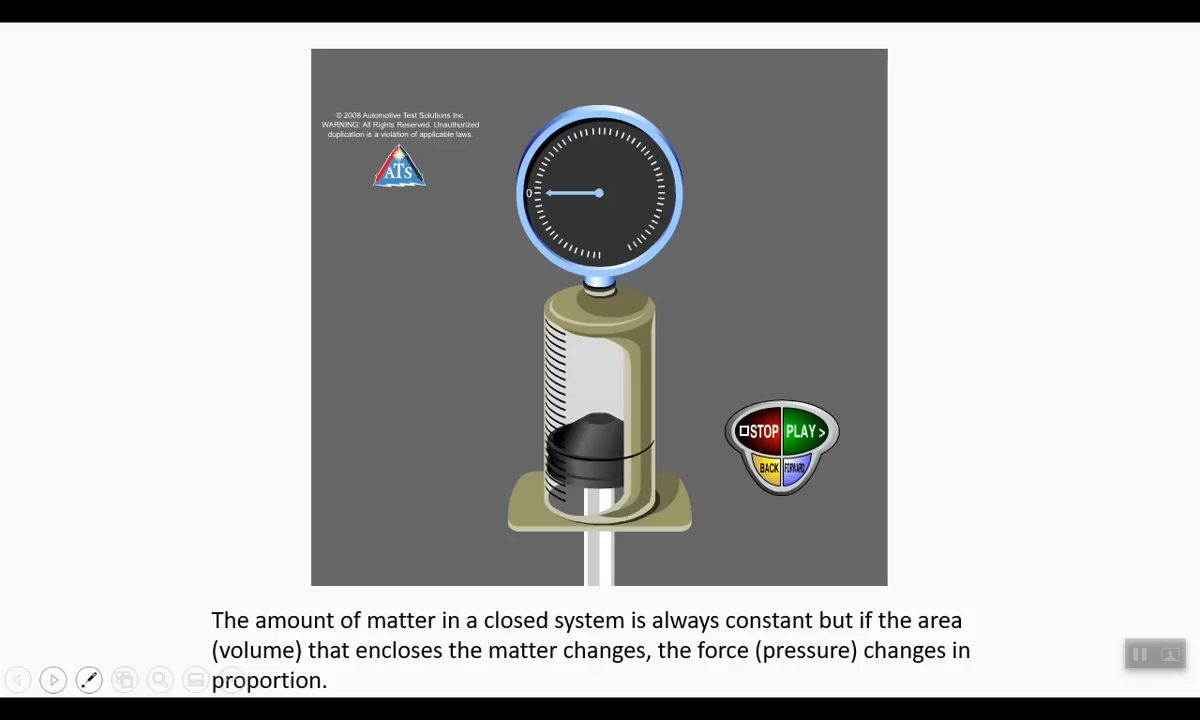 © 2008 Automotive Test Solutions Inc.
WARNING: All Rights Reserved. Unauthorized
duplication is a violation of applicable laws.
ATS
0
STOP PLAY >
BACK FORWARD
The amount of matter in a closed system is always constant but if the area
(volume) that encloses the matter changes, the force (pressure) changes in
proportion.